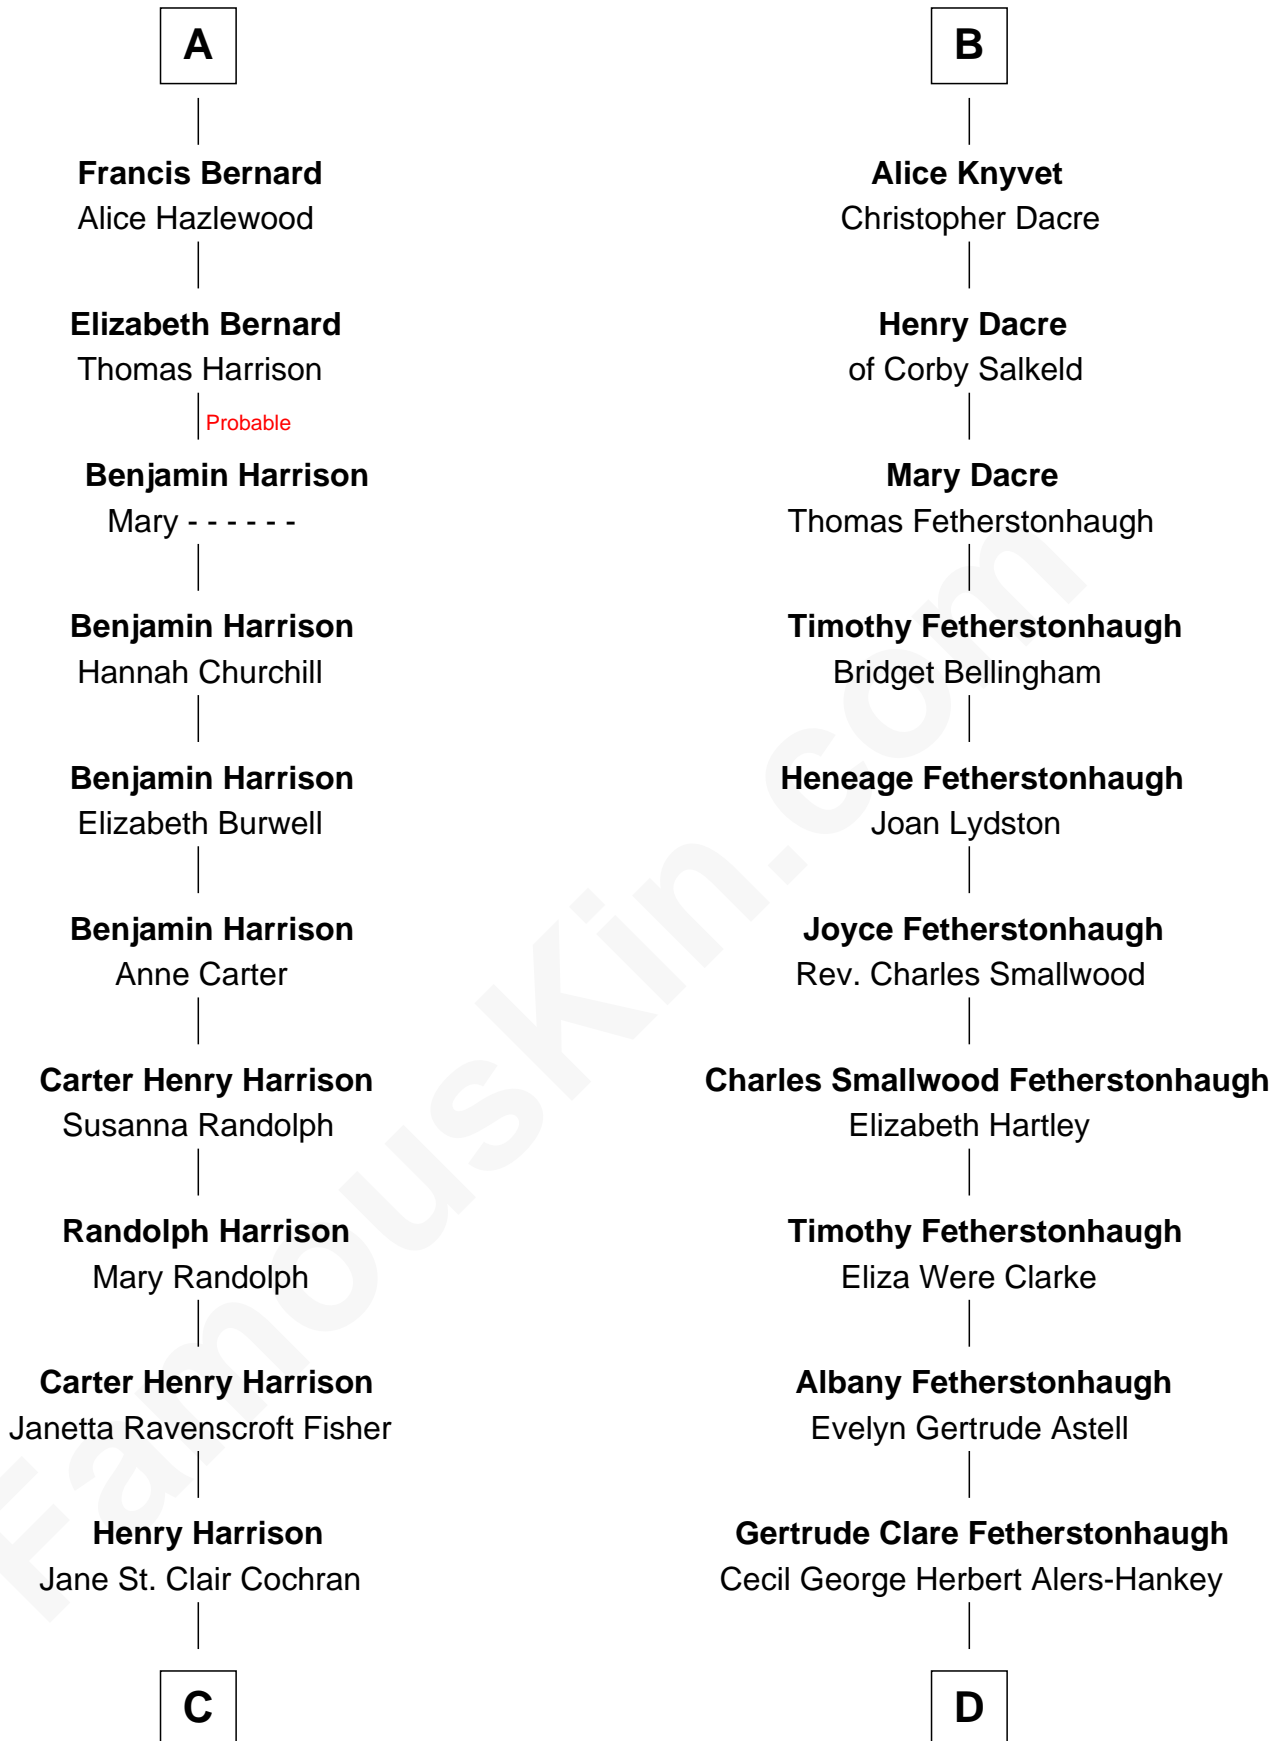 A
Francis Bernard
Alice Hazlewood
Elizabeth Bernard
Thomas Harrison
Probable
Benjamin Harrison
Mary - - - - - -
Benjamin Harrison
Hannah Churchill
Benjamin Harrison
Elizabeth Burwell
Benjamin Harrison
Anne Carter
Carter Henry Harrison
Susanna Randolph
Randolph Harrison
Mary Randolph
Carter Henry Harrison
Janetta Ravenscroft Fisher
Henry Harrison
Jane St. Clair Cochran
C
B
Alice Knyvet
Christopher Dacre
Henry Dacre
of Corby Salkeld
Mary Dacre
Thomas Fetherstonhaugh
Timothy Fetherstonhaugh
Bridget Bellingham
Heneage Fetherstonhaugh
Joan Lydston
Joyce Fetherstonhaugh
Rev. Charles Smallwood
Charles Smallwood Fetherstonhaugh
Elizabeth Hartley
Timothy Fetherstonhaugh
Eliza Were Clarke
Albany Fetherstonhaugh
Evelyn Gertrude Astell
Gertrude Clare Fetherstonhaugh
Cecil George Herbert Alers-Hankey
D
FamousKin.com